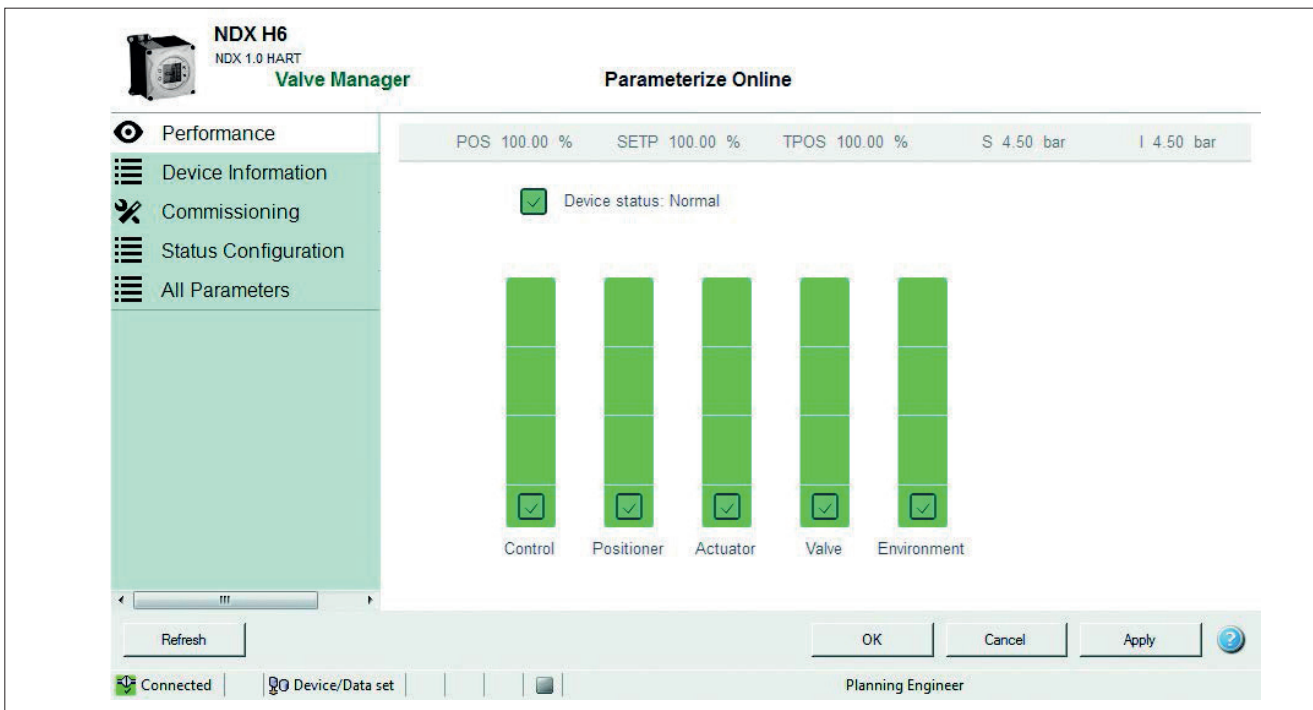 NDX H6
NDX 1.0 HART
Valve Manager Parameterize Online
Performance
Device Information
Commissioning
Status Configuration
All Parameters
POS 100.00 % SETP 100.00 % TPOS 100.00 % S 4.50 bar I 4.50 bar
Device status: Normal
Control Positioner Actuator Valve Environment
Refresh OK Cancel Apply ?
Connected Device/Data set Planning Engineer